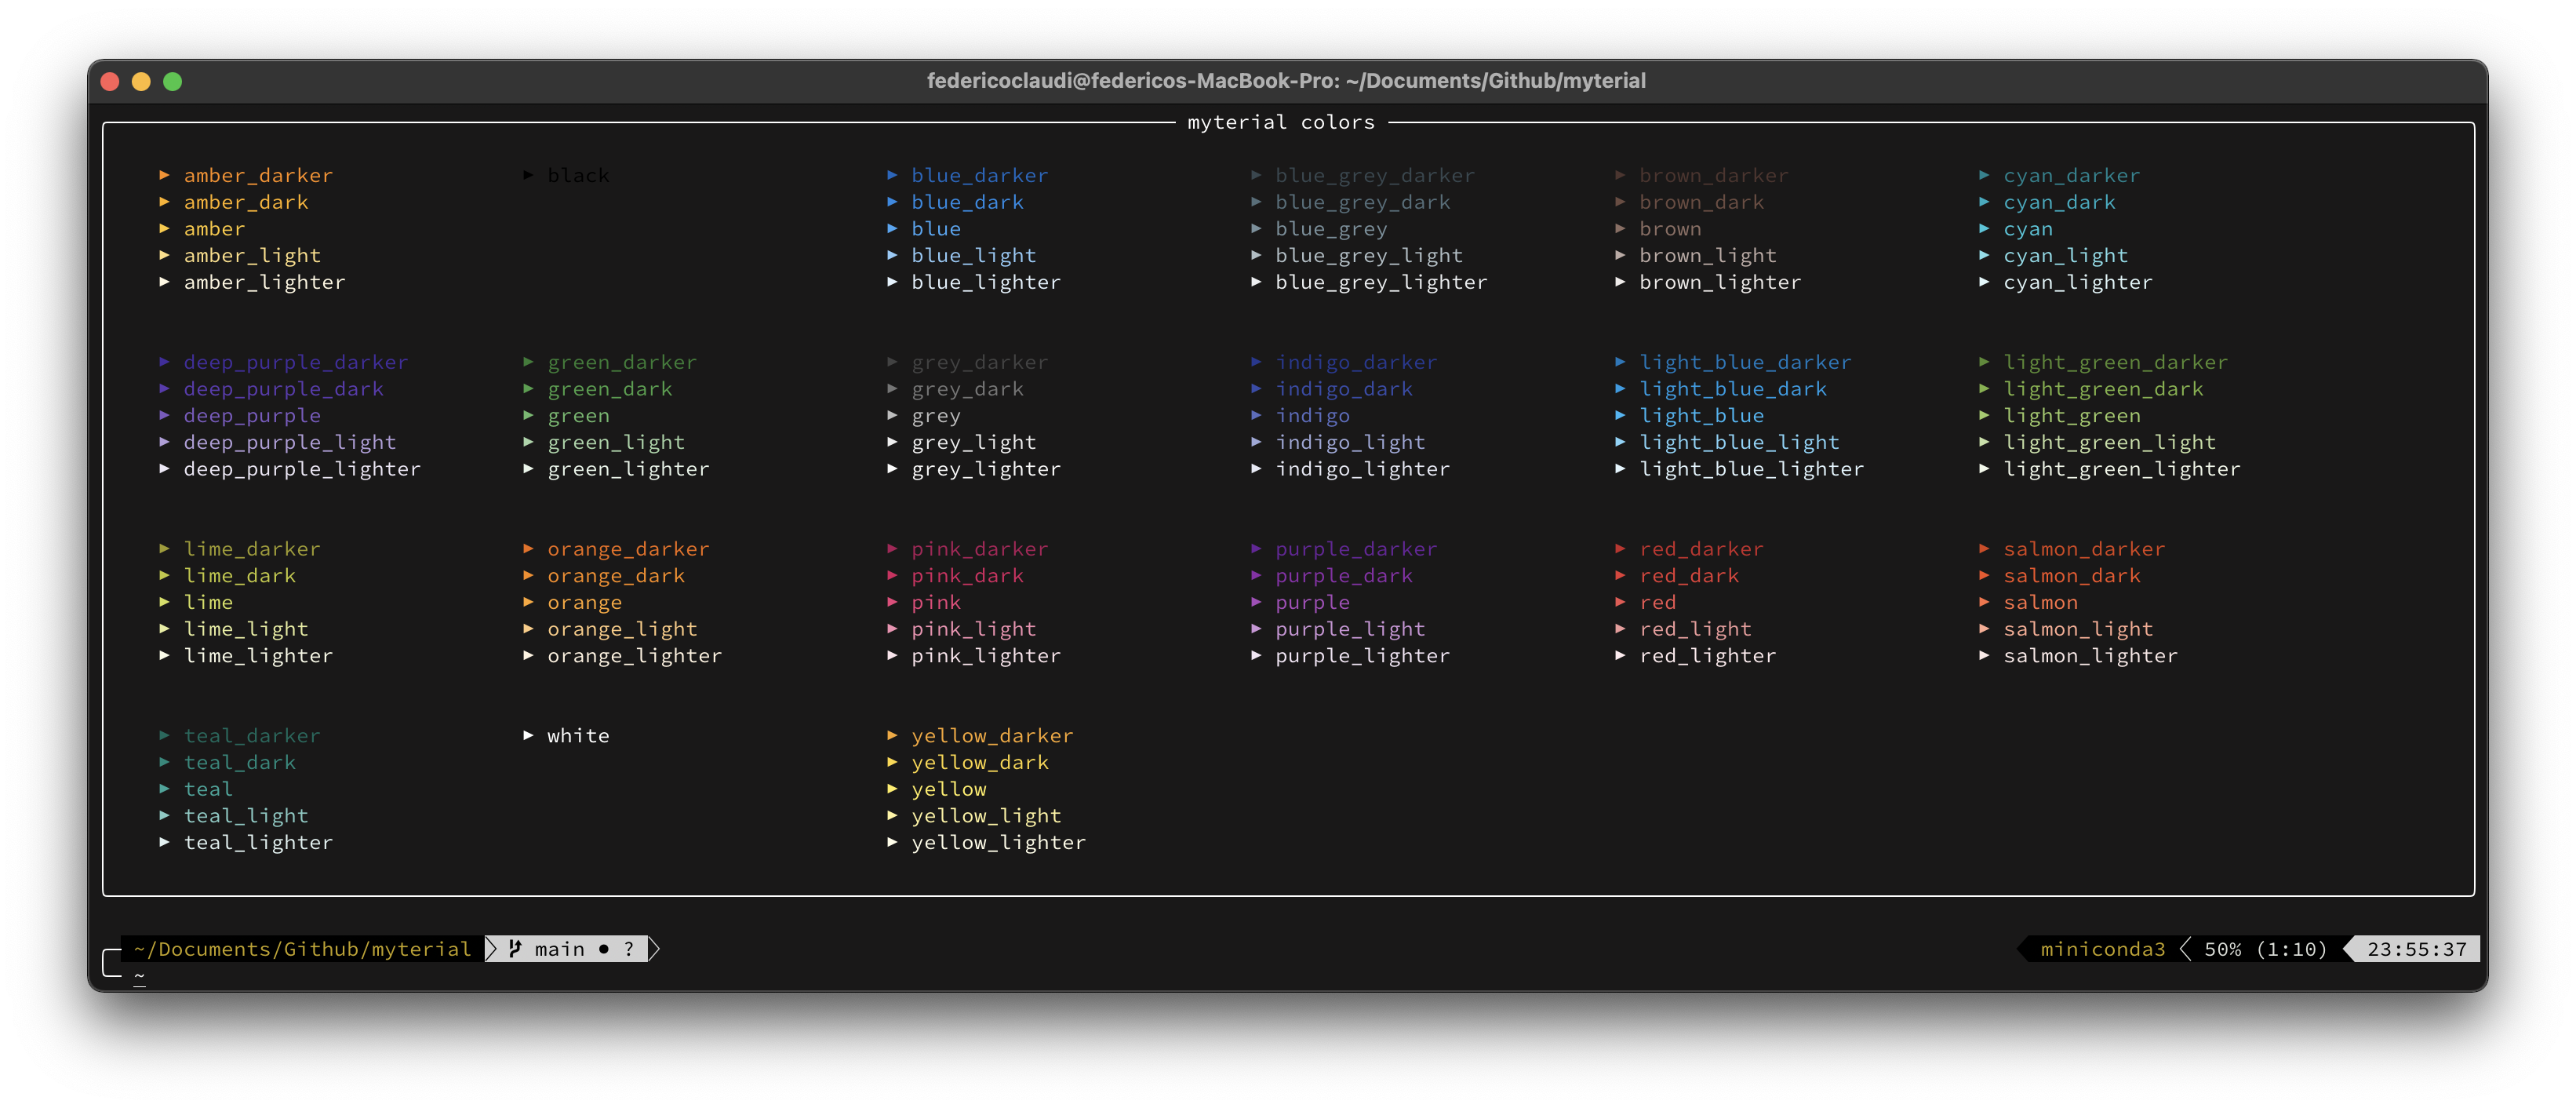 federicoclaudi@federicos-MacBook-Pro: ~/Documents/Github/myterial
myterial colors
▶ amber_darker ▶ black ▶ blue_darker ▶ blue_grey_darker ▶ brown_darker ▶ cyan_darker
▶ amber_dark ▶ blue_dark ▶ blue_grey_dark ▶ brown_dark ▶ cyan_dark
▶ amber ▶ blue ▶ blue_grey ▶ brown ▶ cyan
▶ amber_light ▶ blue_light ▶ blue_grey_light ▶ brown_light ▶ cyan_light
▶ amber_lighter ▶ blue_lighter ▶ blue_grey_lighter ▶ brown_lighter ▶ cyan_lighter
▶ deep_purple_darker ▶ green_darker ▶ grey_darker ▶ indigo_darker ▶ light_blue_darker ▶ light_green_darker
▶ deep_purple_dark ▶ green_dark ▶ grey_dark ▶ indigo_dark ▶ light_blue_dark ▶ light_green_dark
▶ deep_purple ▶ green ▶ grey ▶ indigo ▶ light_blue ▶ light_green
▶ deep_purple_light ▶ green_light ▶ grey_light ▶ indigo_light ▶ light_blue_light ▶ light_green_light
▶ deep_purple_lighter ▶ green_lighter ▶ grey_lighter ▶ indigo_lighter ▶ light_blue_lighter ▶ light_green_lighter
▶ lime_darker ▶ orange_darker ▶ pink_darker ▶ purple_darker ▶ red_darker ▶ salmon_darker
▶ lime_dark ▶ orange_dark ▶ pink_dark ▶ purple_dark ▶ red_dark ▶ salmon_dark
▶ lime ▶ orange ▶ pink ▶ purple ▶ red ▶ salmon
▶ lime_light ▶ orange_light ▶ pink_light ▶ purple_light ▶ red_light ▶ salmon_light
▶ lime_lighter ▶ orange_lighter ▶ pink_lighter ▶ purple_lighter ▶ red_lighter ▶ salmon_lighter
▶ teal_darker ▶ white ▶ yellow_darker
▶ teal_dark ▶ yellow_dark
▶ teal ▶ yellow
▶ teal_light ▶ yellow_light
▶ teal_lighter ▶ yellow_lighter
~/Documents/Github/myterial main ● ? miniconda3 50% (1:10) 23:55:37
~